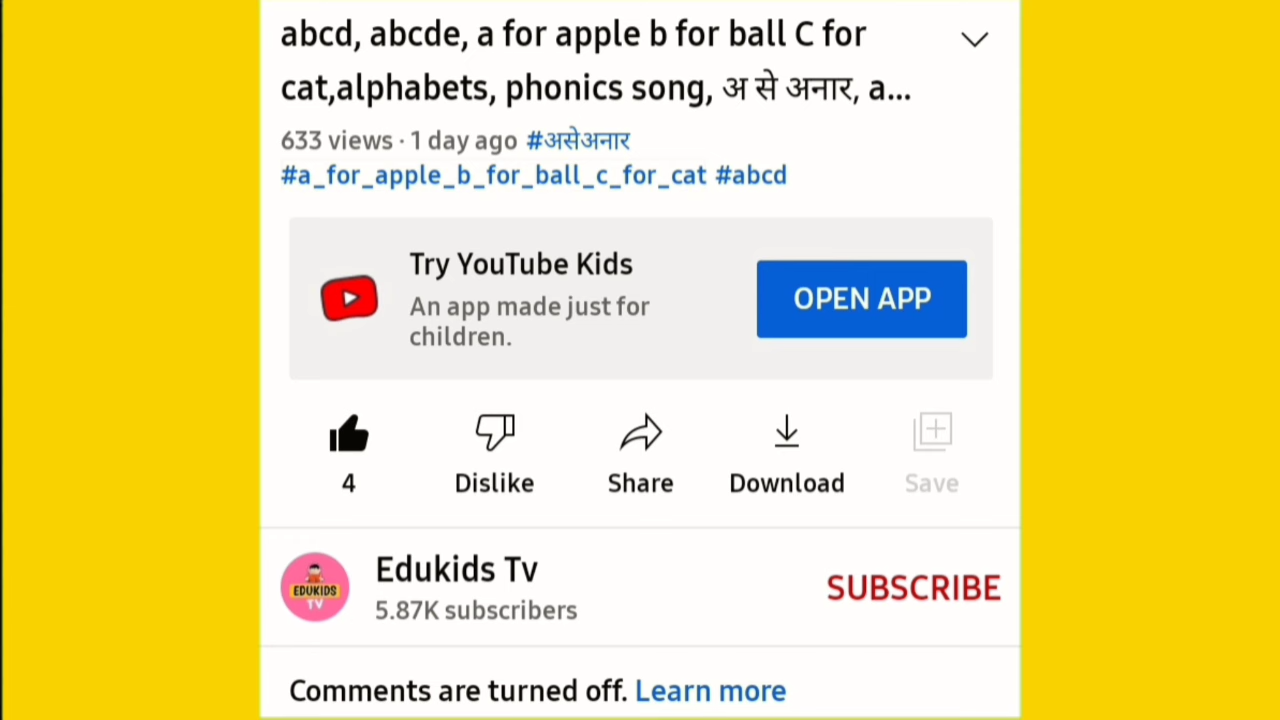 abcd, abcde, a for apple b for ball C for
cat,alphabets, phonics song, अ से अनार, a...
633 views · 1 day ago #असेअनार
#a_for_apple_b_for_ball_c_for_cat #abcd
Try YouTube Kids
An app made just for
children.
OPEN APP
4
Dislike
Share
Download
Save
EDUKIDS
TV
Edukids Tv
5.87K subscribers
SUBSCRIBE
Comments are turned off. Learn more